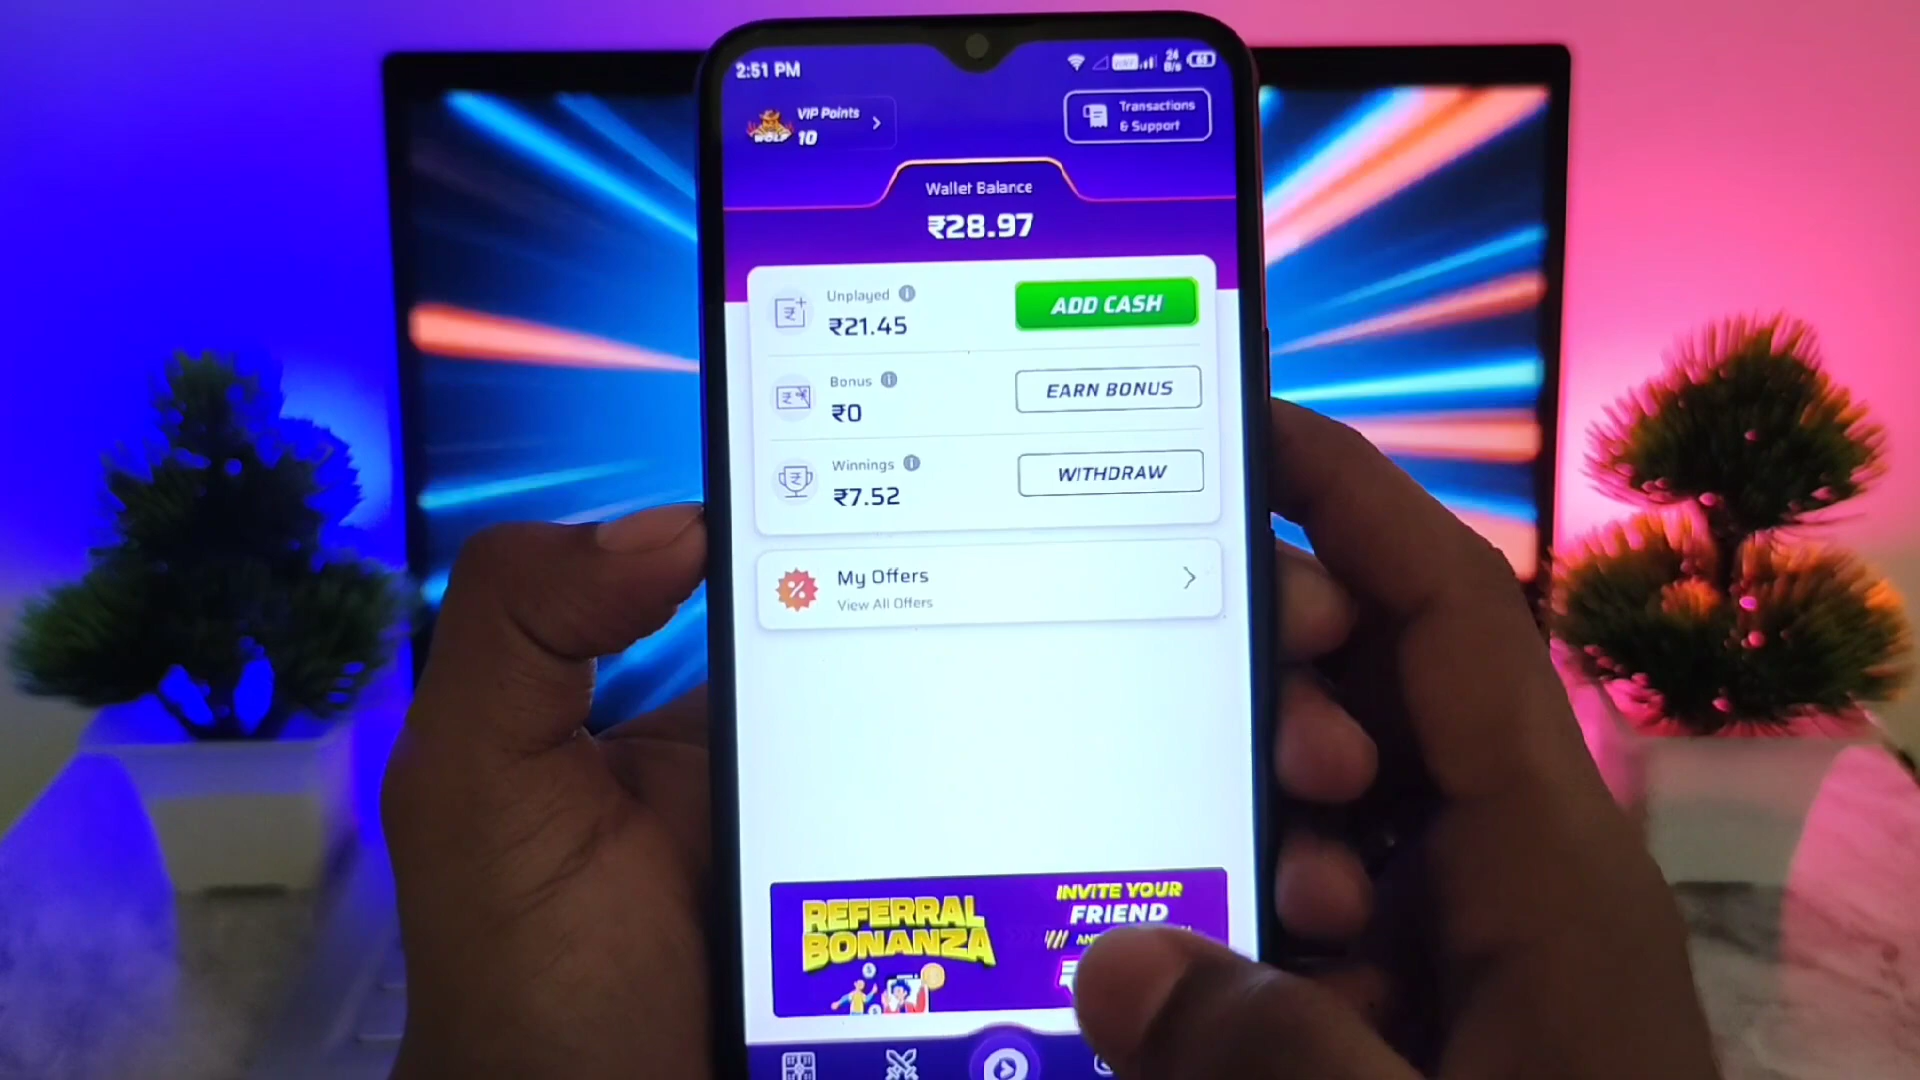 2:51 PM
VIP Points
10
WOLF
Transactions
& Support
Wallet Balance
₹28.97
Unplayed
₹21.45
ADD CASH
Bonus
₹0
EARN BONUS
Winnings
₹7.52
WITHDRAW
My Offers
View All Offers
REFERRAL
BONANZA
INVITE YOUR
FRIEND